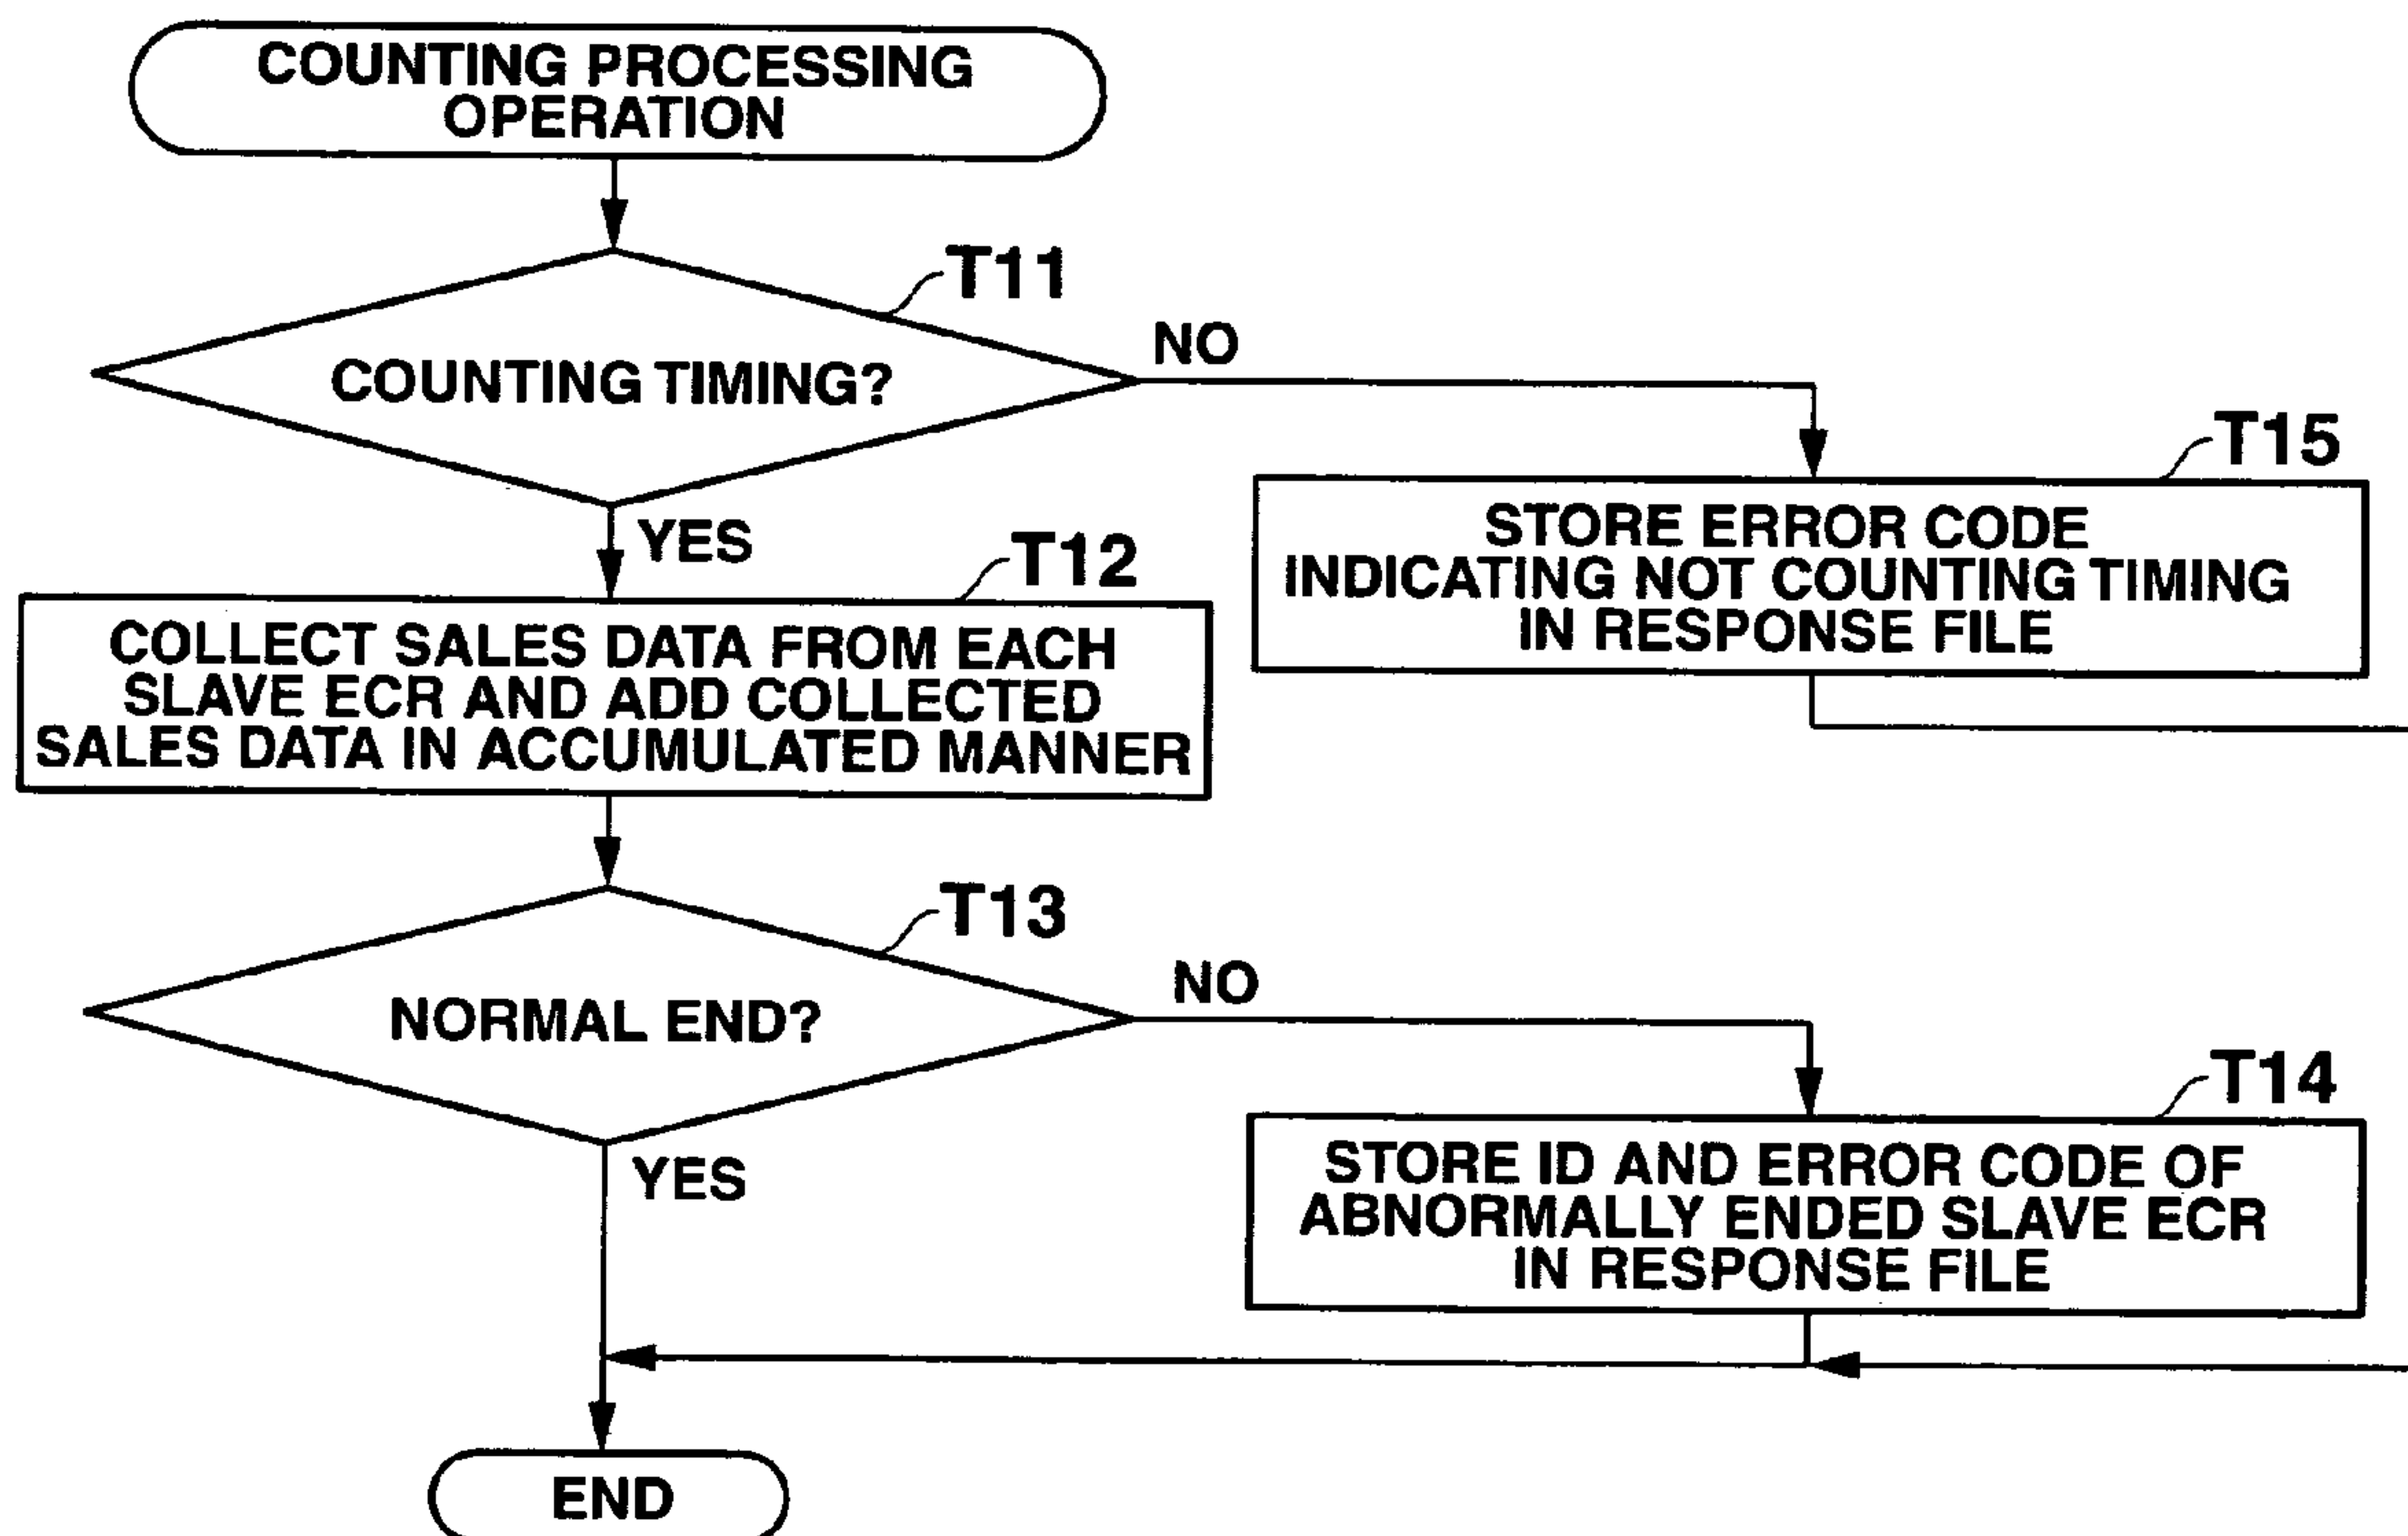 COUNTING PROCESSING
OPERATION
T11
COUNTING TIMING?
NO
YES
T15
STORE ERROR CODE
INDICATING NOT COUNTING TIMING
IN RESPONSE FILE
T12
COLLECT SALES DATA FROM EACH
SLAVE ECR AND ADD COLLECTED
SALES DATA IN ACCUMULATED MANNER
T13
NORMAL END?
NO
YES
T14
STORE ID AND ERROR CODE OF
ABNORMALLY ENDED SLAVE ECR
IN RESPONSE FILE
END